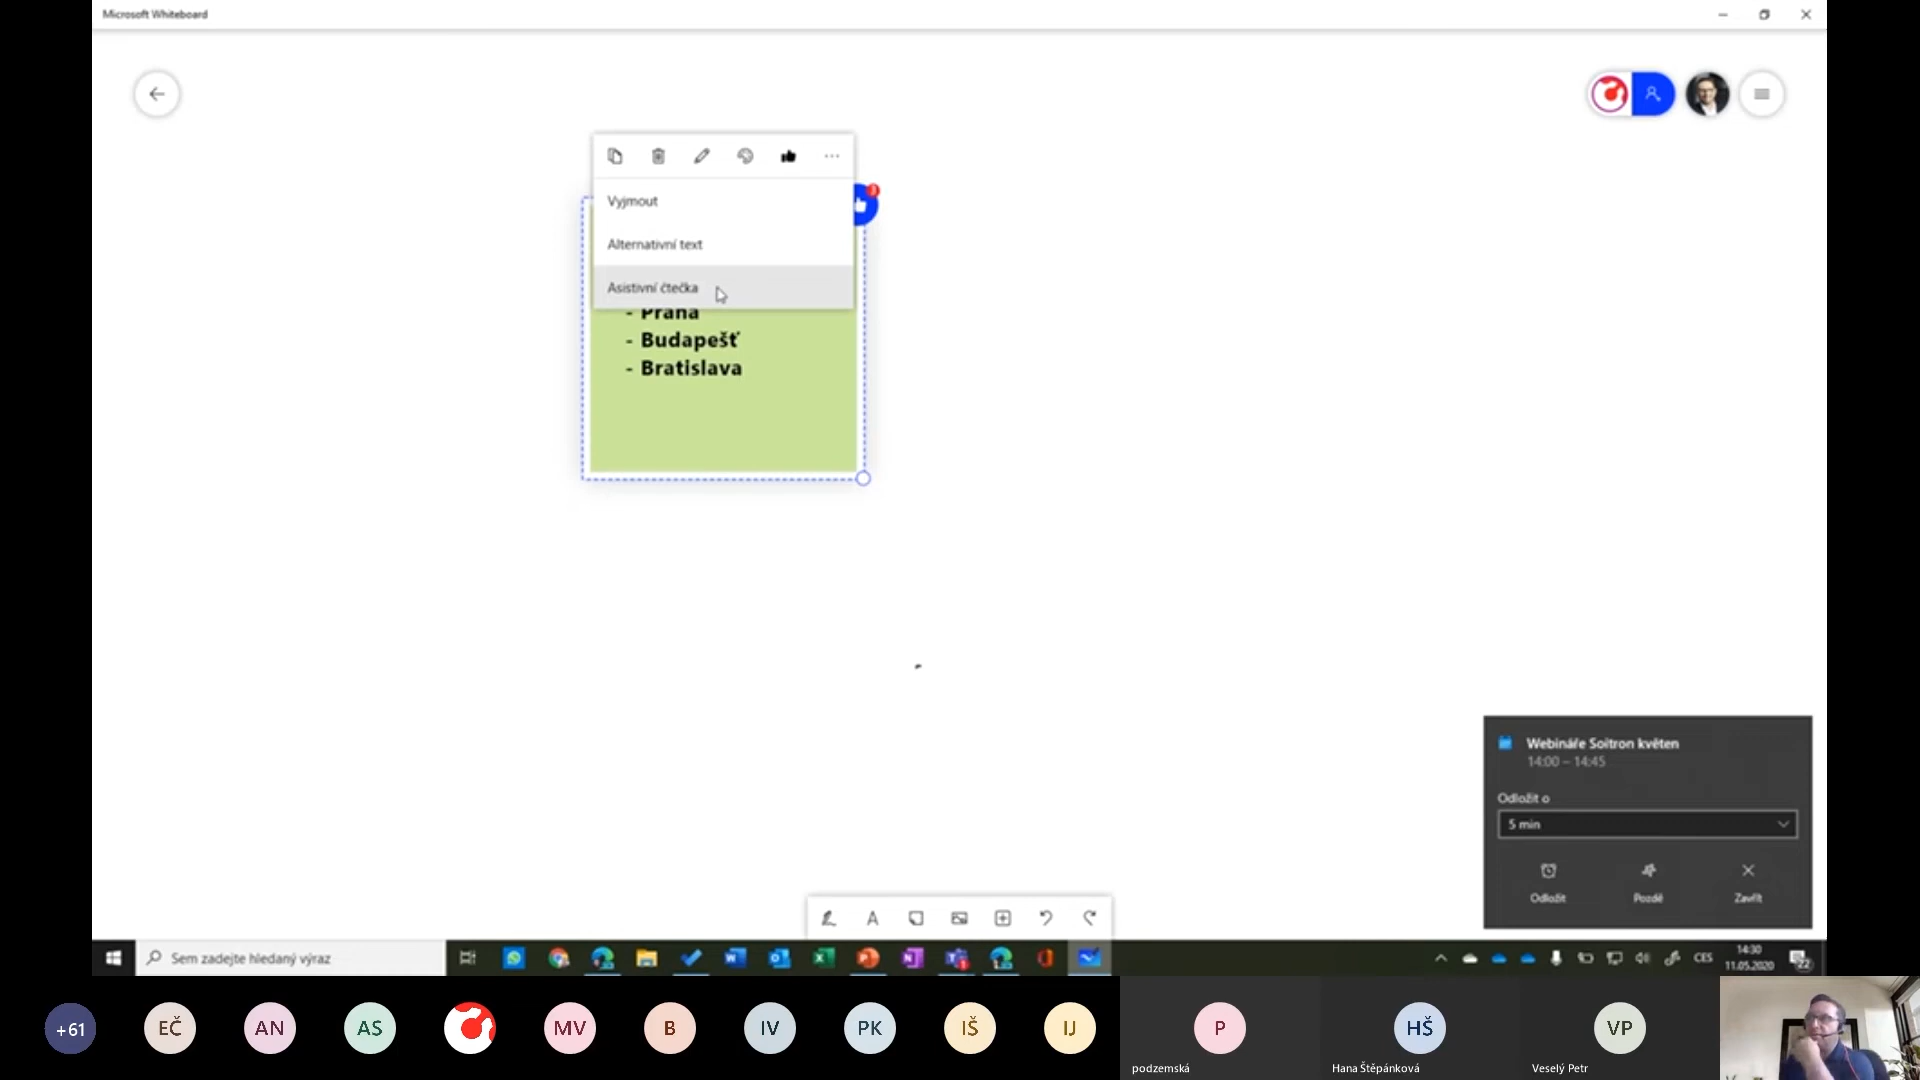 Microsoft Whiteboard
Vyjmout
Alternativní text
Asistivní čtečka
3
- Praha
- Budapešť
- Bratislava
Webináře Soitron květen
14:00 – 14:45
Odložit o
5 min
Odložit
Pozdě
Zavřít
Sem zadejte hledaný výraz
CES
14:30
11.05.2020
22
+61
EČ
AN
AS
MV
B
IV
PK
IŠ
IJ
P
HŠ
VP
podzemská
Hana Štěpánková
Veselý Petr